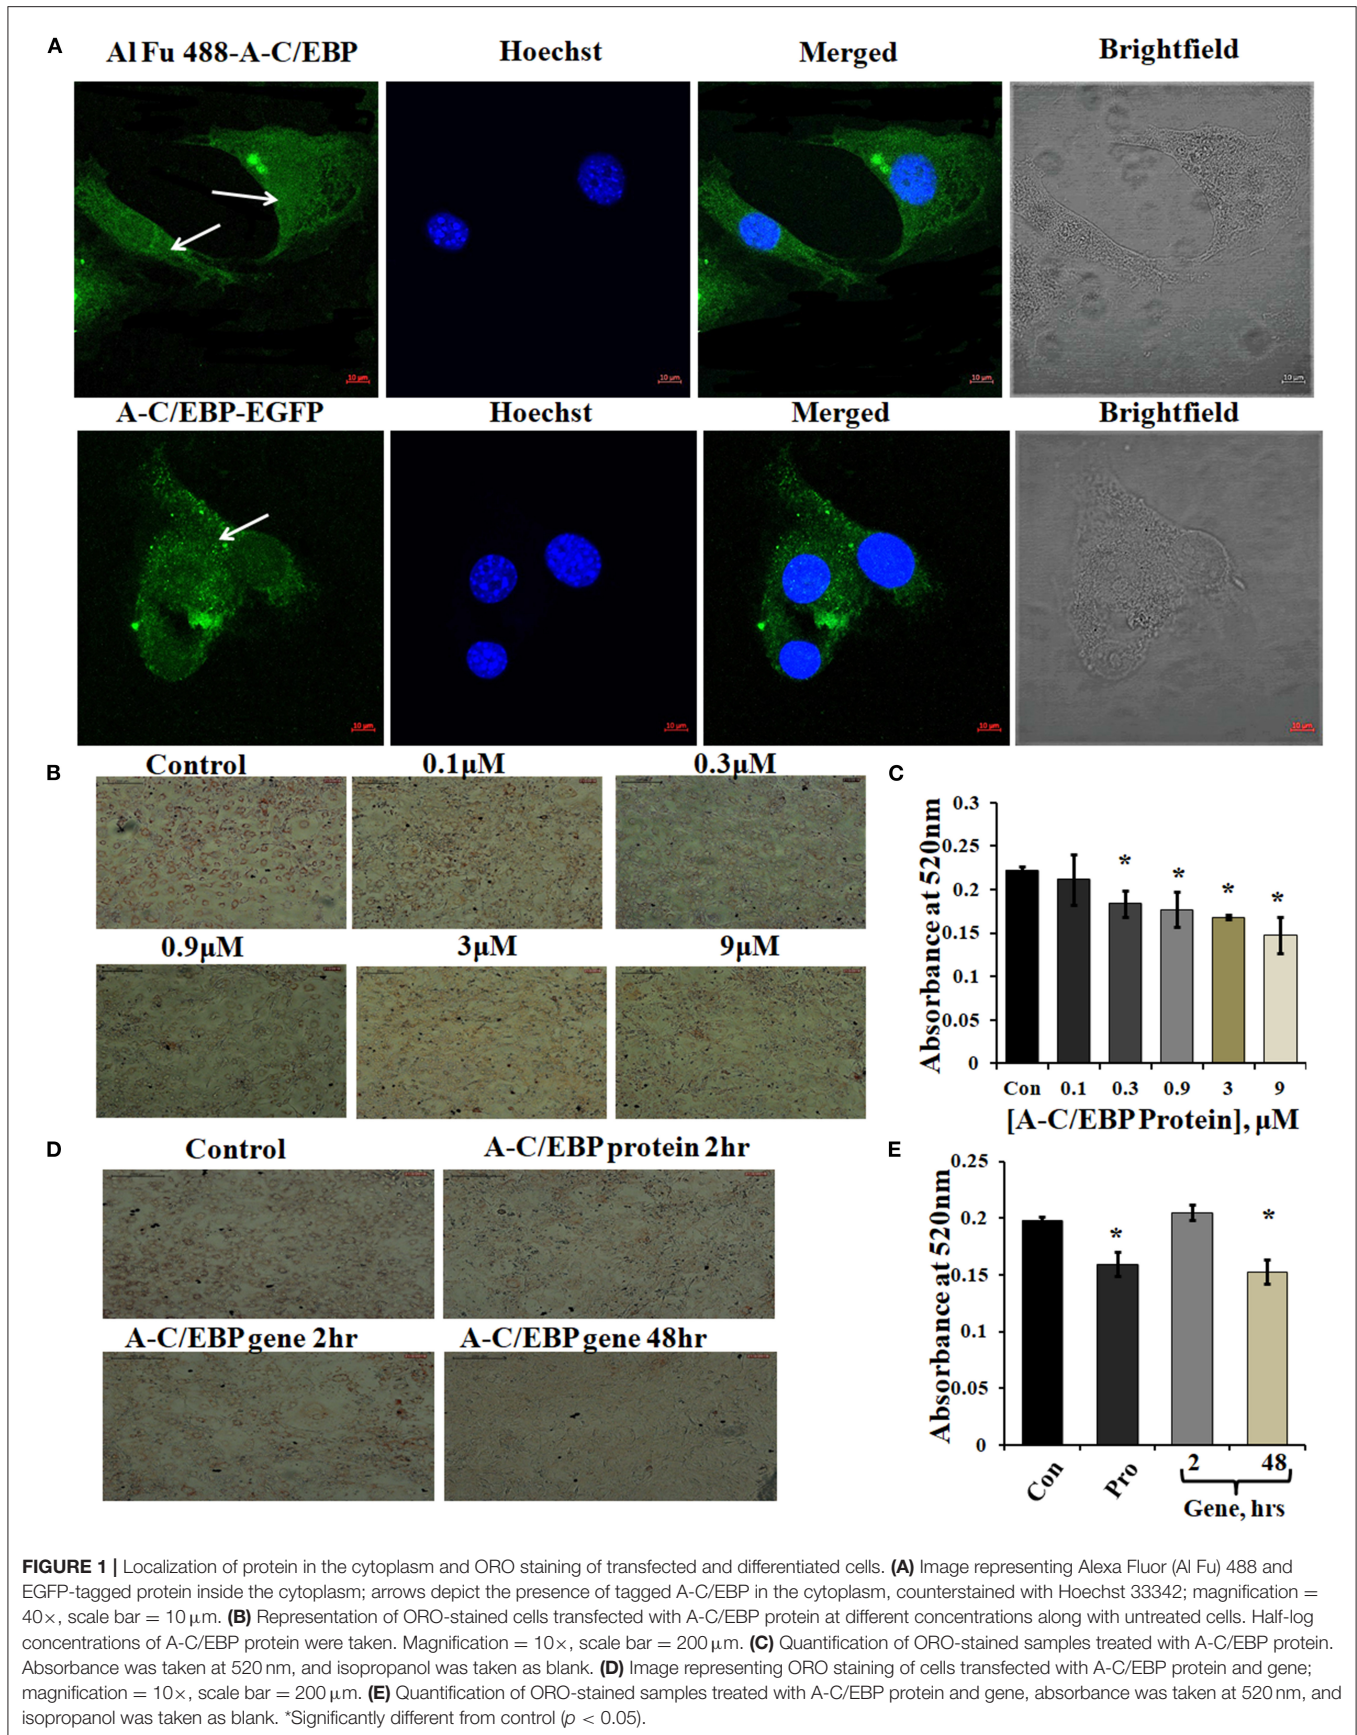 A
Al Fu 488-A-C/EBP
Hoechst
Merged
Brightfield
10 µm
10 µm
10 µm
10 µm
A-C/EBP-EGFP
Hoechst
Merged
Brightfield
10 µm
10 µm
10 µm
10 µm
B
Control
0.1µM
0.3µM
0.9µM
3µM
9µM
C
Absorbance at 520nm
0.3
0.25
0.2
0.15
0.1
0.05
0
* * * *
Con 0.1 0.3 0.9 3 9
[A-C/EBP Protein], µM
D
Control
A-C/EBP protein 2hr
A-C/EBP gene 2hr
A-C/EBP gene 48hr
E
Absorbance at 520nm
0.25
0.2
0.15
0.1
0.05
0
* *
Con Pro 2 48
Gene, hrs
FIGURE 1 | Localization of protein in the cytoplasm and ORO staining of transfected and differentiated cells. (A) Image representing Alexa Fluor (Al Fu) 488 and
EGFP-tagged protein inside the cytoplasm; arrows depict the presence of tagged A-C/EBP in the cytoplasm, counterstained with Hoechst 33342; magnification =
40×, scale bar = 10 µm. (B) Representation of ORO-stained cells transfected with A-C/EBP protein at different concentrations along with untreated cells. Half-log
concentrations of A-C/EBP protein were taken. Magnification = 10×, scale bar = 200 µm. (C) Quantification of ORO-stained samples treated with A-C/EBP protein.
Absorbance was taken at 520 nm, and isopropanol was taken as blank. (D) Image representing ORO staining of cells transfected with A-C/EBP protein and gene;
magnification = 10×, scale bar = 200 µm. (E) Quantification of ORO-stained samples treated with A-C/EBP protein and gene, absorbance was taken at 520 nm, and
isopropanol was taken as blank. *Significantly different from control (p < 0.05).